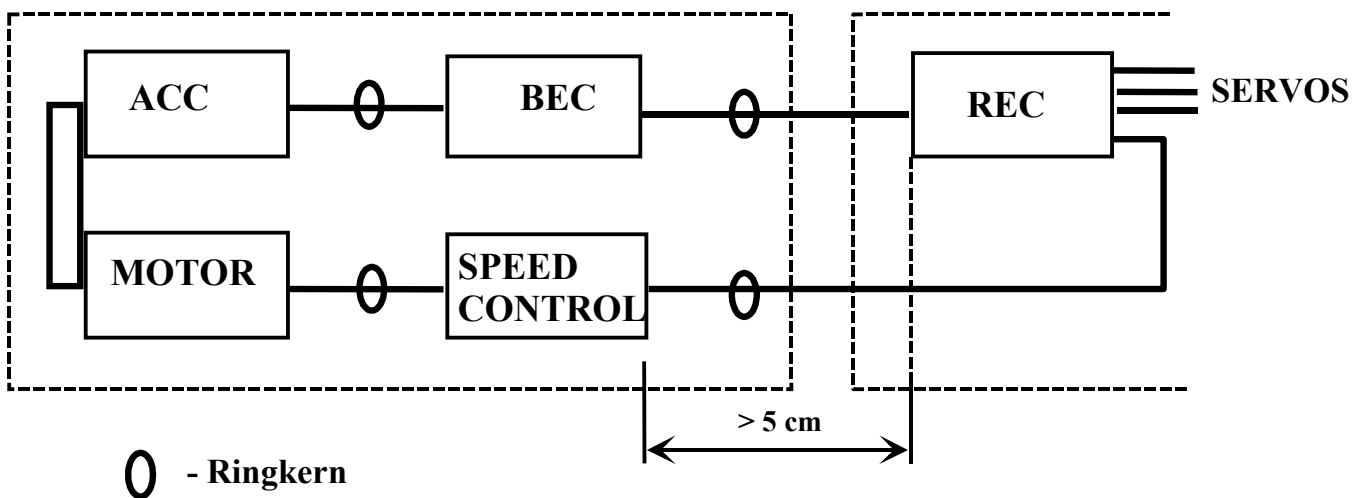 ACC
BEC
REC
SERVOS
MOTOR
SPEED
CONTROL
> 5 cm
- Ringkern